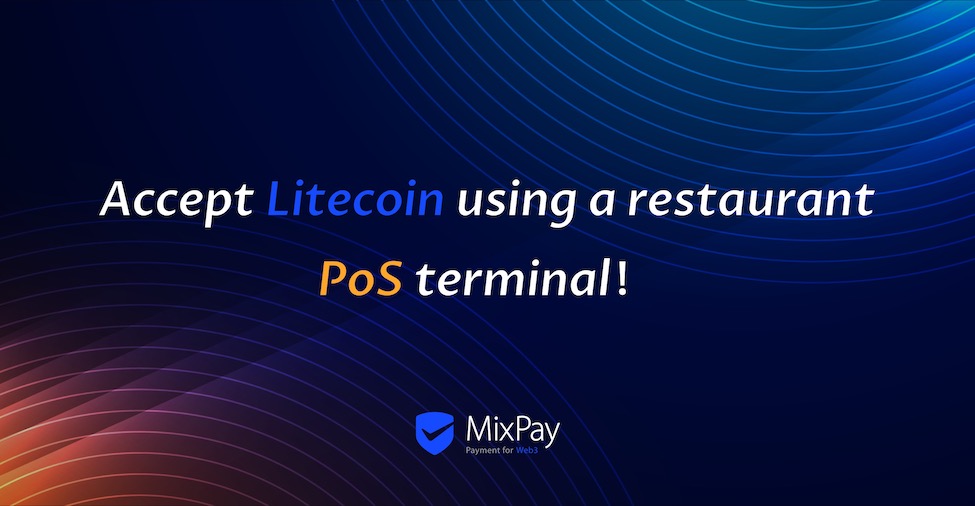 Accept Litecoin using a restaurant
PoS terminal!
MixPay
Payment for Web3